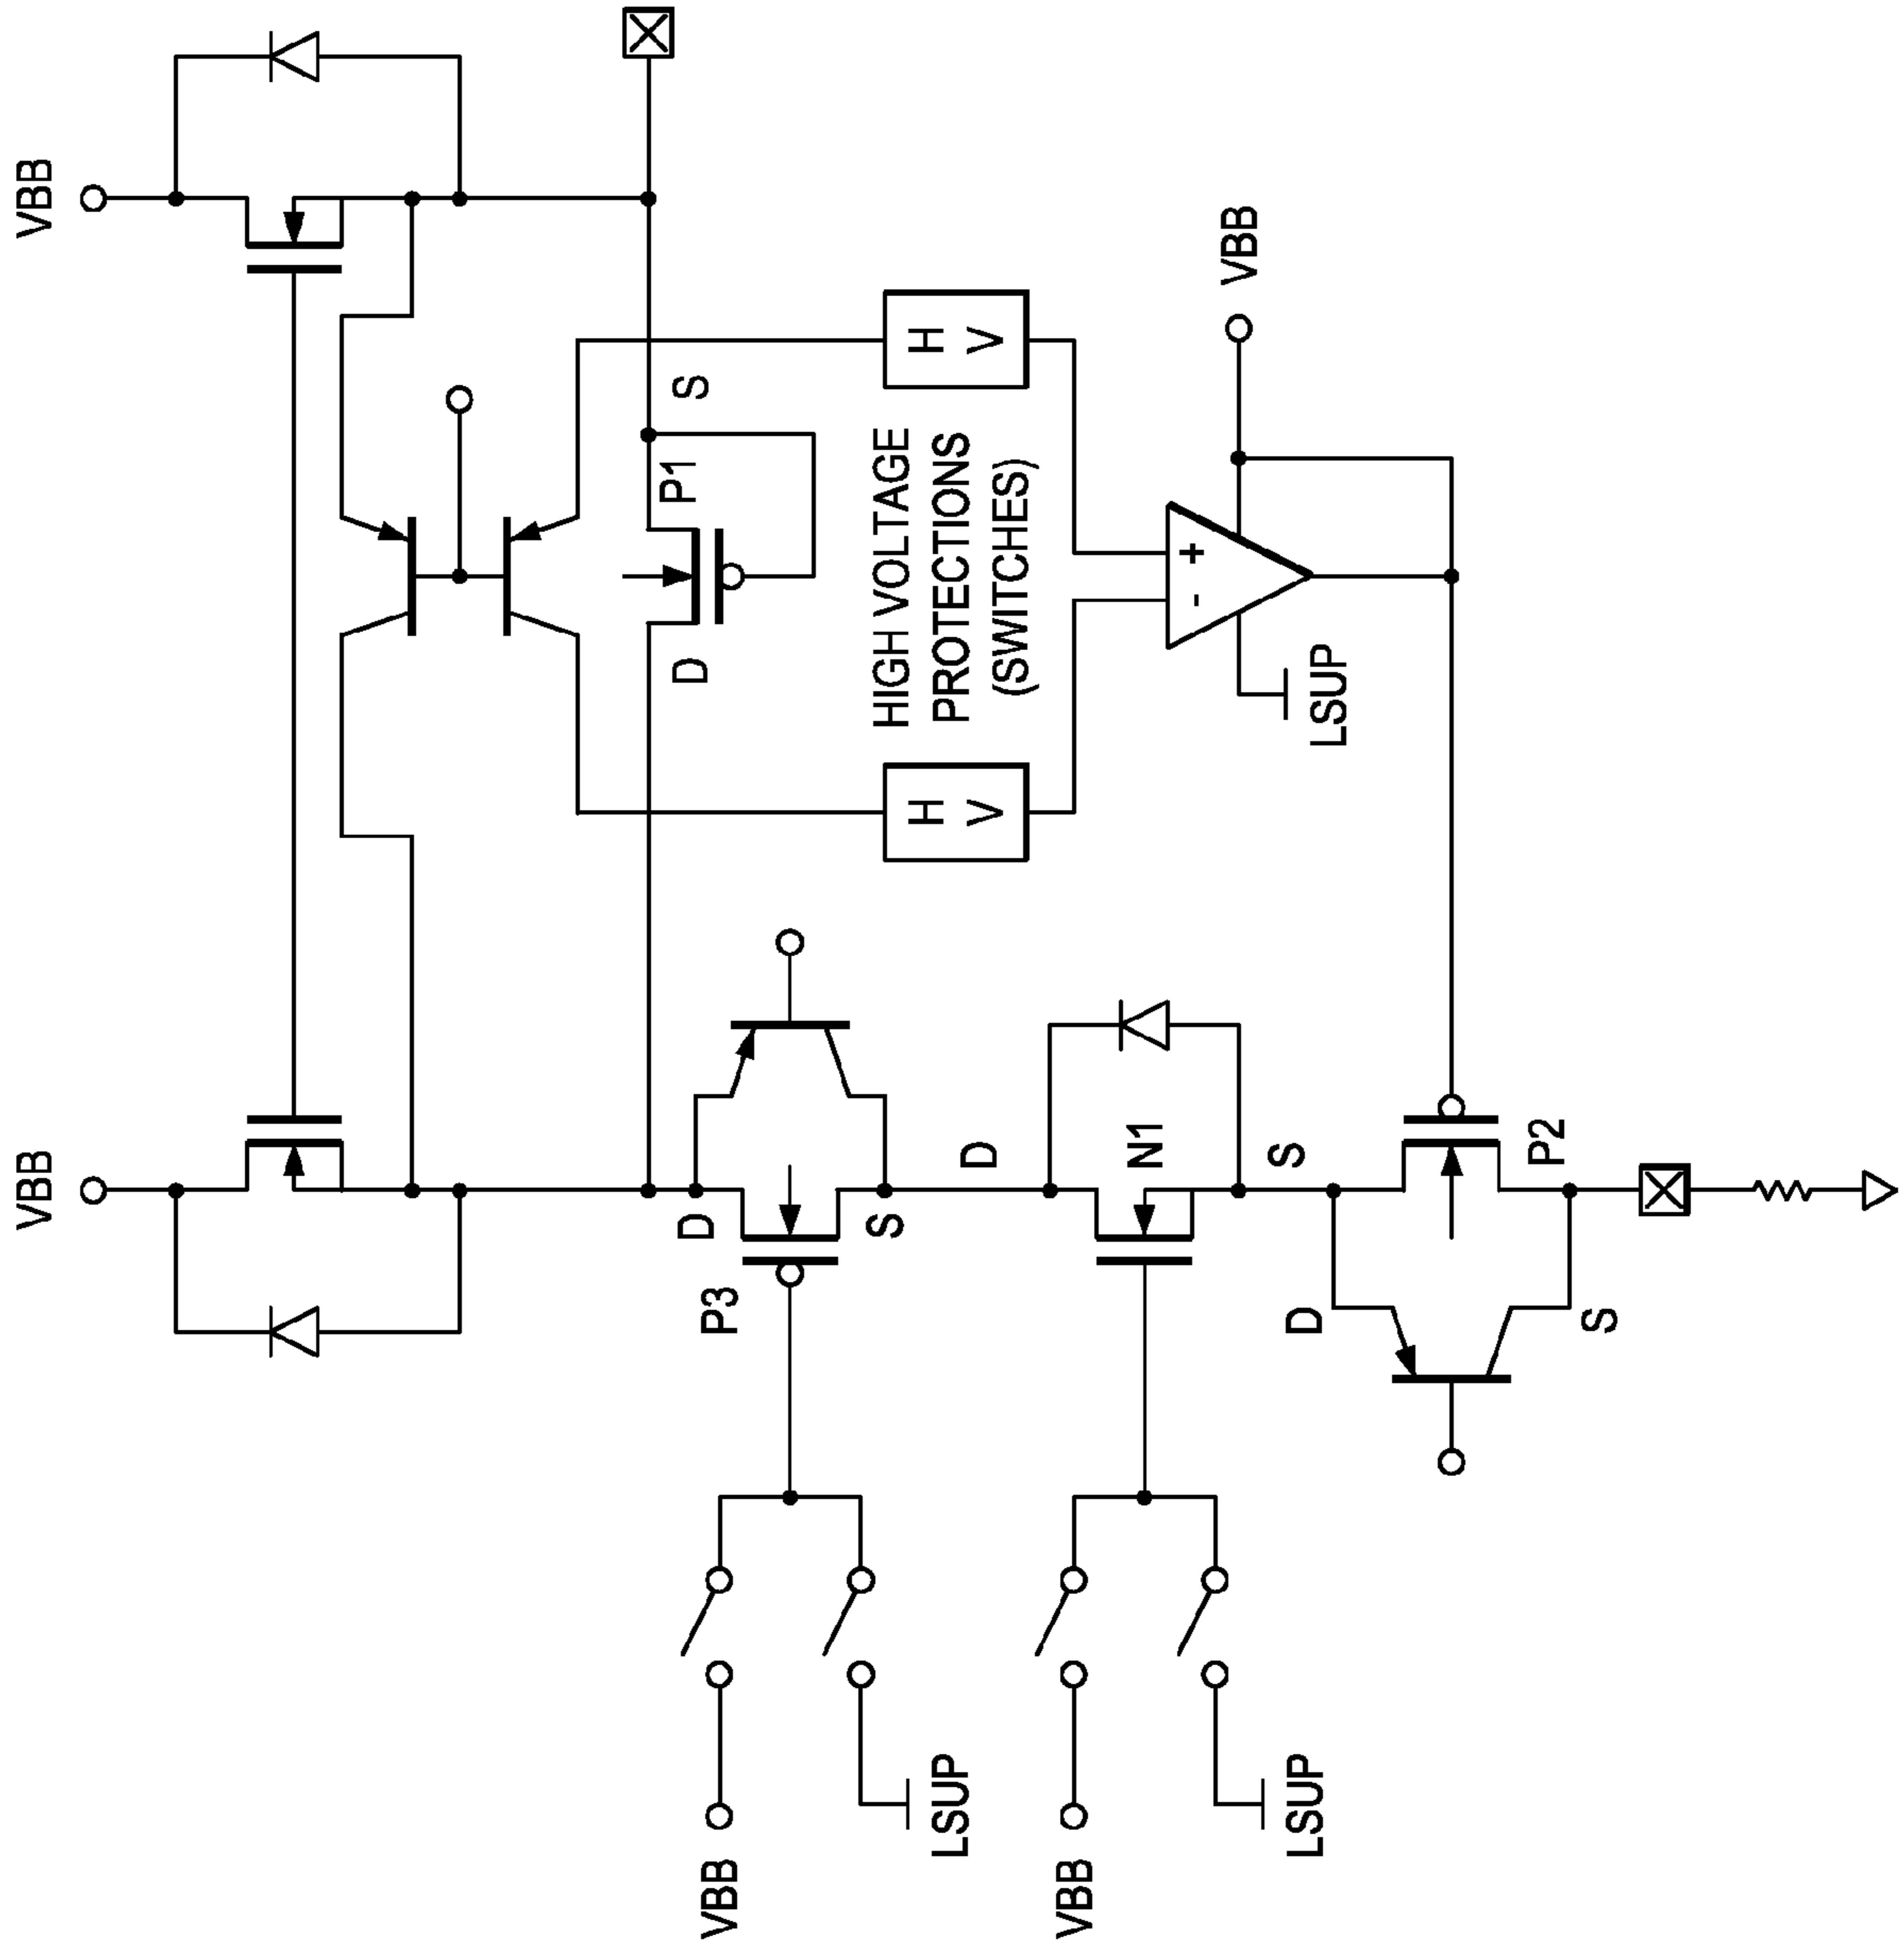 VBB
VBB
S
P1
D
H
V
HIGH VOLTAGE
PROTECTIONS
(SWITCHES)
H
V
VBB
+
-
LSUP
D
P3
S
D
N1
S
P2
D
S
VBB
LSUP
VBB
LSUP